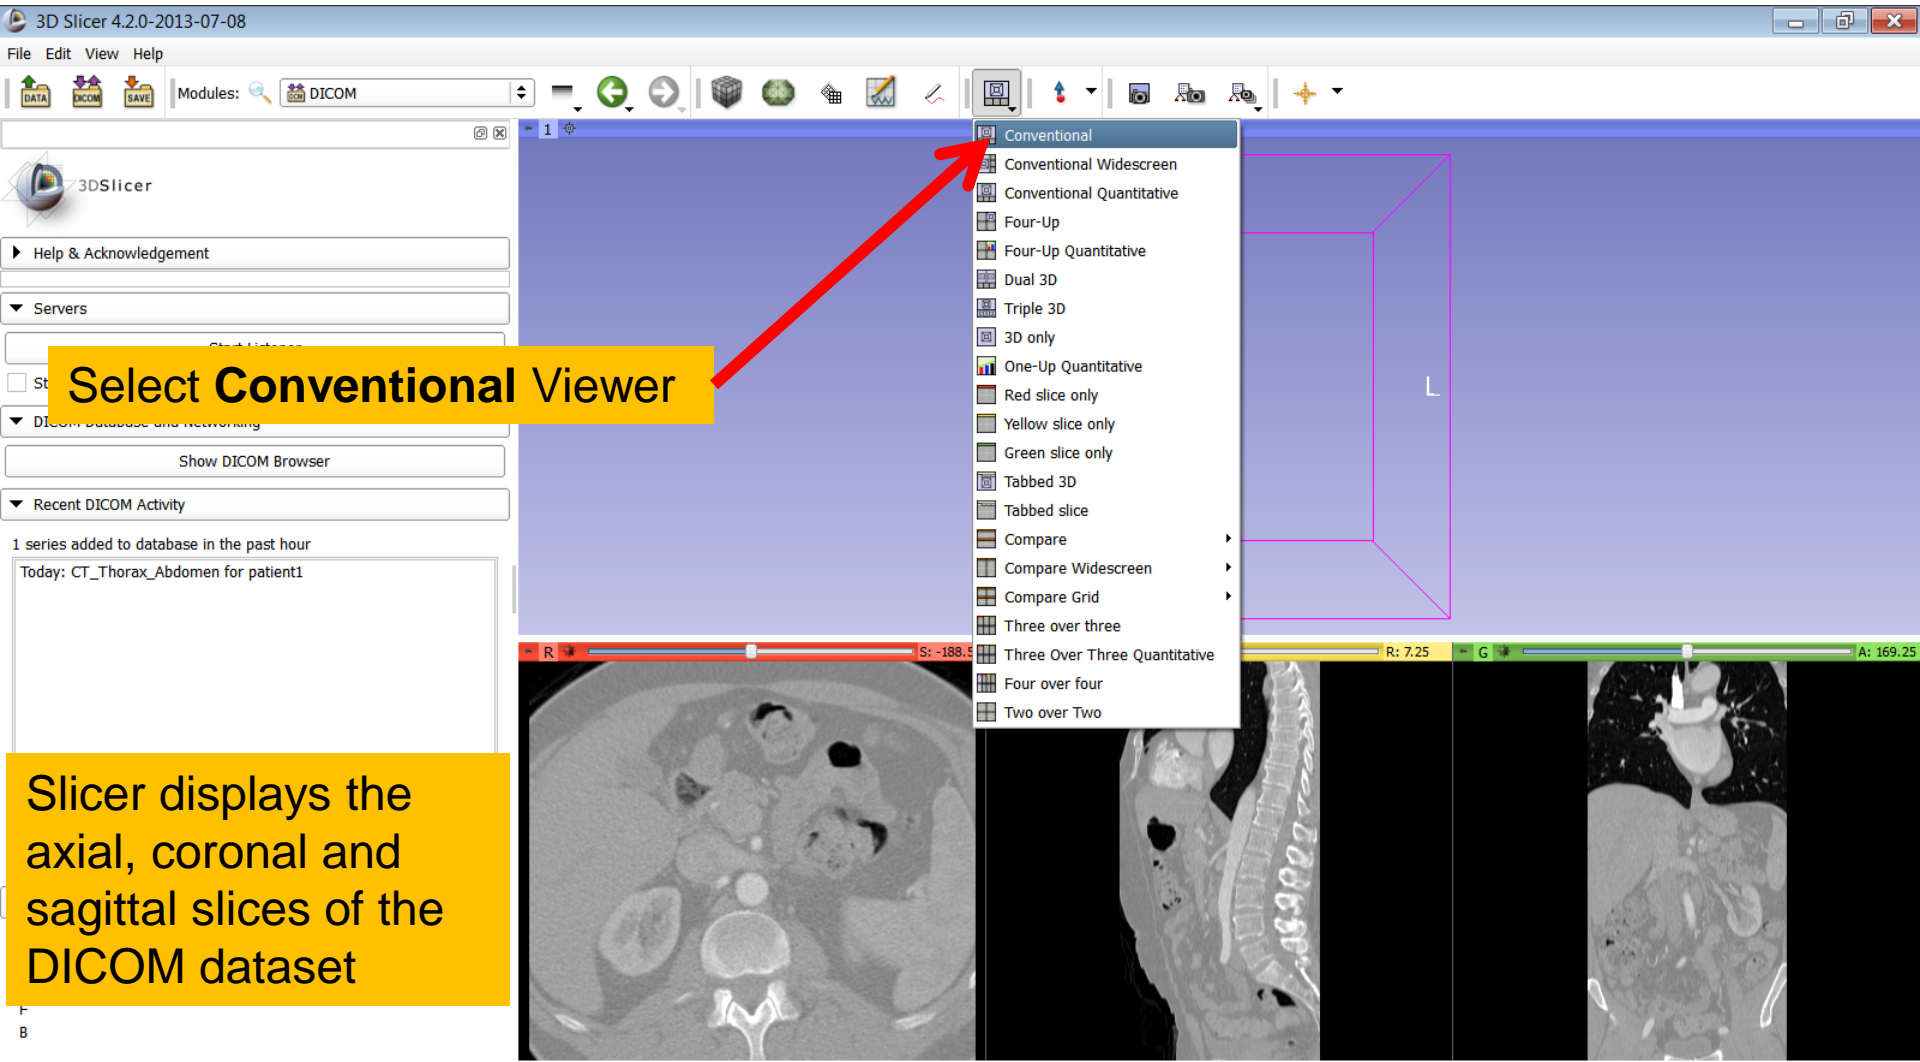 3D Slicer 4.2.0-2013-07-08
File Edit View Help
DATA DICOM SAVE Modules: DICOM
1
3DSlicer
Help & Acknowledgement
Servers
Select Conventional Viewer
Show DICOM Browser
Recent DICOM Activity
1 series added to database in the past hour
Today: CT_Thorax_Abdomen for patient1
Slicer displays the
axial, coronal and
sagittal slices of the
DICOM dataset
B
Conventional
Conventional Widescreen
Conventional Quantitative
Four-Up
Four-Up Quantitative
Dual 3D
Triple 3D
3D only
One-Up Quantitative
Red slice only
Yellow slice only
Green slice only
Tabbed 3D
Tabbed slice
Compare
Compare Widescreen
Compare Grid
Three over three
Three Over Three Quantitative
Four over four
Two over Two
L
R S: -188.5
R: 7.25
G A: 169.25